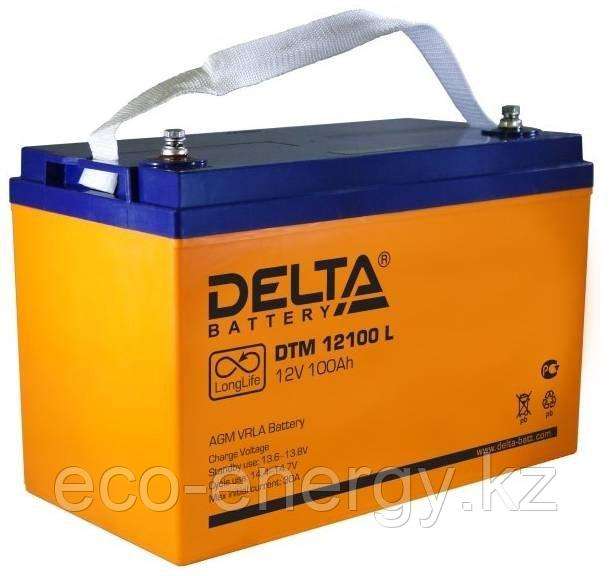 DELTA®
BATTERY
DTM 12100 L
12V 100Ah
LongLife
AGM VRLA Battery
Charge Voltage
Standby use: 13.6-13.8V
Cycle use: 14.4-14.7V
Max initial current: 30A
pb
pb
www.delta-batt.com
eco-energy.kz